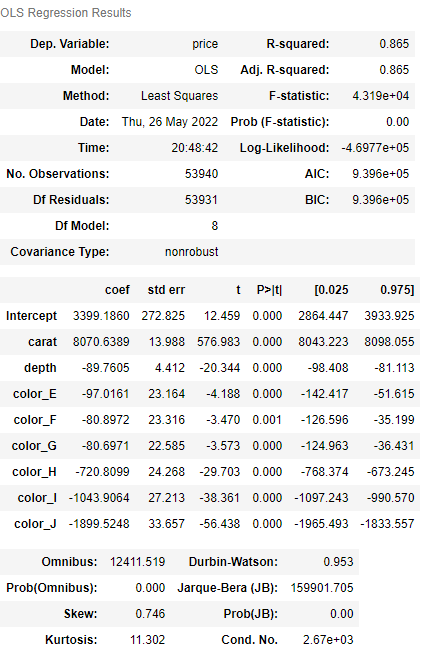 OLS Regression Results
Dep. Variable: price R-squared: 0.865
Model: OLS Adj. R-squared: 0.865
Method: Least Squares F-statistic: 4.319e+04
Date: Thu, 26 May 2022 Prob (F-statistic): 0.00
Time: 20:48:42 Log-Likelihood: -4.6977e+05
No. Observations: 53940 AIC: 9.396e+05
Df Residuals: 53931 BIC: 9.396e+05
Df Model: 8
Covariance Type: nonrobust
coef std err t P>|t| [0.025 0.975]
Intercept 3399.1860 272.825 12.459 0.000 2864.447 3933.925
carat 8070.6389 13.988 576.983 0.000 8043.223 8098.055
depth -89.7605 4.412 -20.344 0.000 -98.408 -81.113
color_E -97.0161 23.164 -4.188 0.000 -142.417 -51.615
color_F -80.8972 23.316 -3.470 0.001 -126.596 -35.199
color_G -80.6971 22.585 -3.573 0.000 -124.963 -36.431
color_H -720.8099 24.268 -29.703 0.000 -768.374 -673.245
color_I -1043.9064 27.213 -38.361 0.000 -1097.243 -990.570
color_J -1899.5248 33.657 -56.438 0.000 -1965.493 -1833.557
Omnibus: 12411.519 Durbin-Watson: 0.953
Prob(Omnibus): 0.000 Jarque-Bera (JB): 159901.705
Skew: 0.746 Prob(JB): 0.00
Kurtosis: 11.302 Cond. No. 2.67e+03